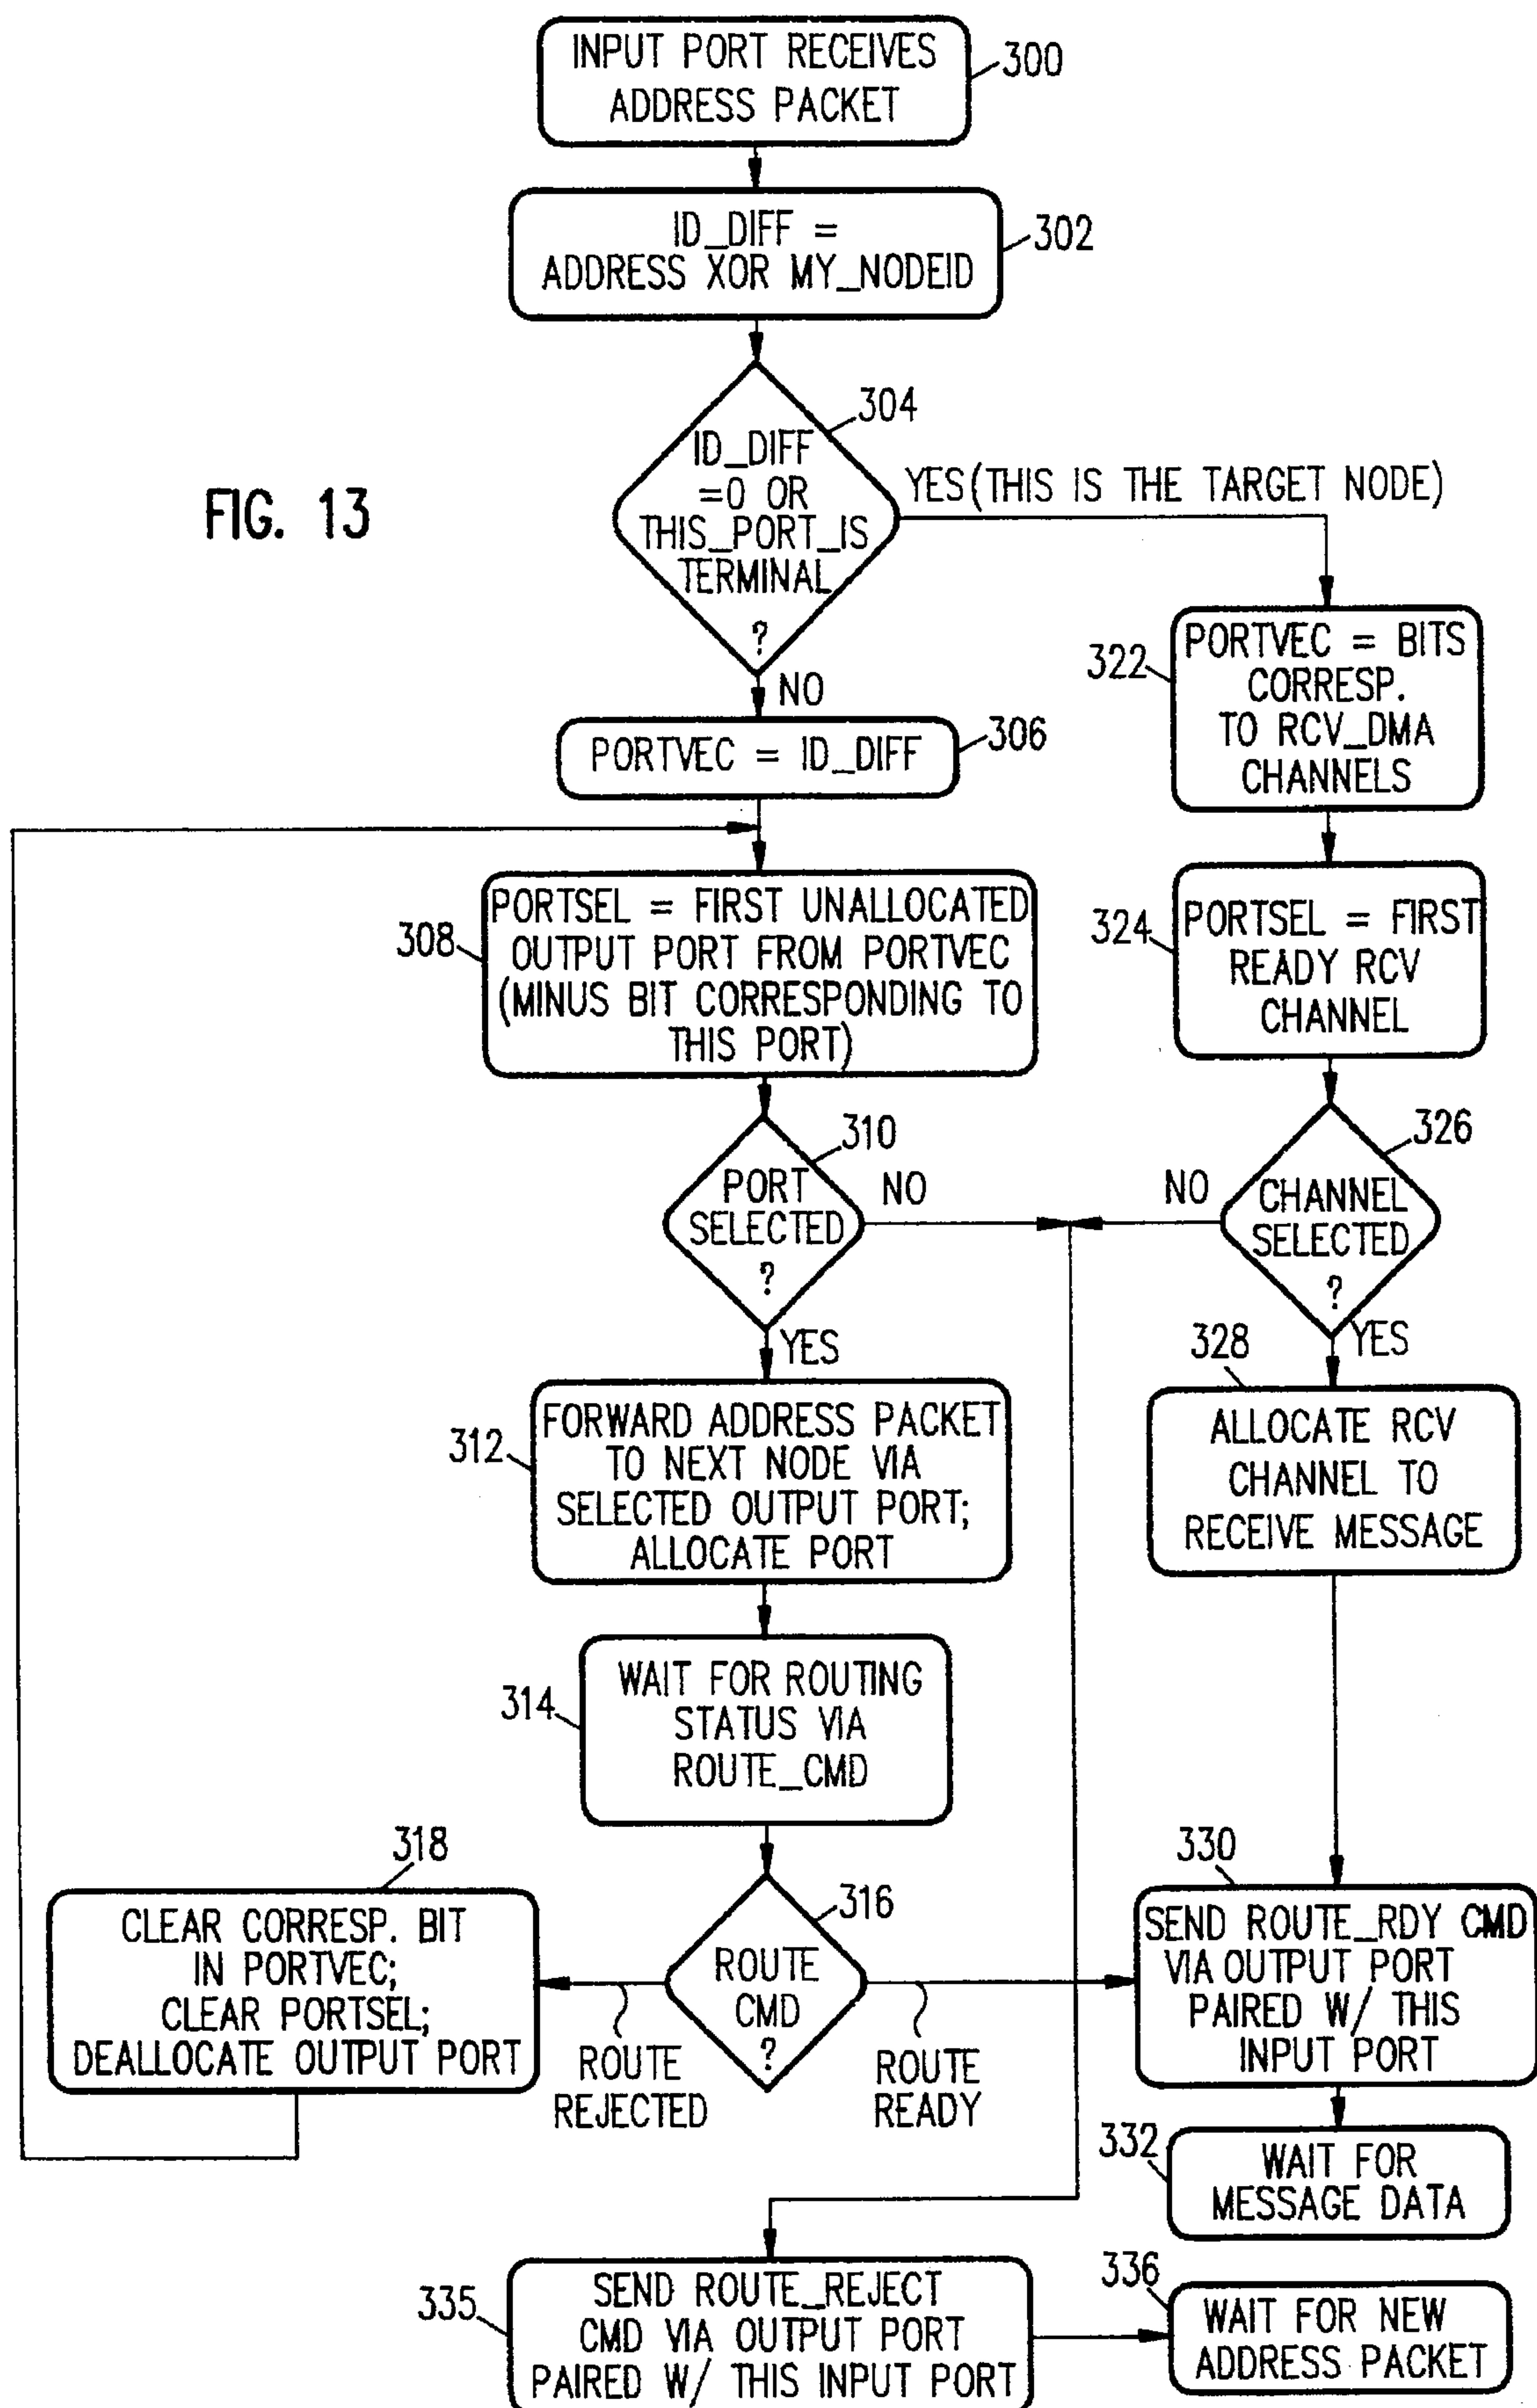 INPUT PORT RECEIVES
ADDRESS PACKET
300
ID_DIFF =
ADDRESS XOR MY_NODEID
302
304
ID_DIFF
=0 OR
THIS_PORT_IS
TERMINAL
?
YES(THIS IS THE TARGET NODE)
FIG. 13
NO
PORTVEC = ID_DIFF
306
322
PORTVEC = BITS
CORRESP.
TO RCV_DMA
CHANNELS
308
PORTSEL = FIRST UNALLOCATED
OUTPUT PORT FROM PORTVEC
(MINUS BIT CORRESPONDING TO
THIS PORT)
324
PORTSEL = FIRST
READY RCV
CHANNEL
310
PORT
SELECTED
?
NO
YES
326
NO
CHANNEL
SELECTED
?
YES
312
FORWARD ADDRESS PACKET
TO NEXT NODE VIA
SELECTED OUTPUT PORT;
ALLOCATE PORT
328
ALLOCATE RCV
CHANNEL TO
RECEIVE MESSAGE
314
WAIT FOR ROUTING
STATUS VIA
ROUTE_CMD
318
CLEAR CORRESP. BIT
IN PORTVEC;
CLEAR PORTSEL;
DEALLOCATE OUTPUT PORT
316
ROUTE
CMD
?
ROUTE
REJECTED
ROUTE
READY
330
SEND ROUTE_RDY CMD
VIA OUTPUT PORT
PAIRED W/ THIS
INPUT PORT
332
WAIT FOR
MESSAGE DATA
335
SEND ROUTE_REJECT
CMD VIA OUTPUT PORT
PAIRED W/ THIS INPUT PORT
336
WAIT FOR NEW
ADDRESS PACKET